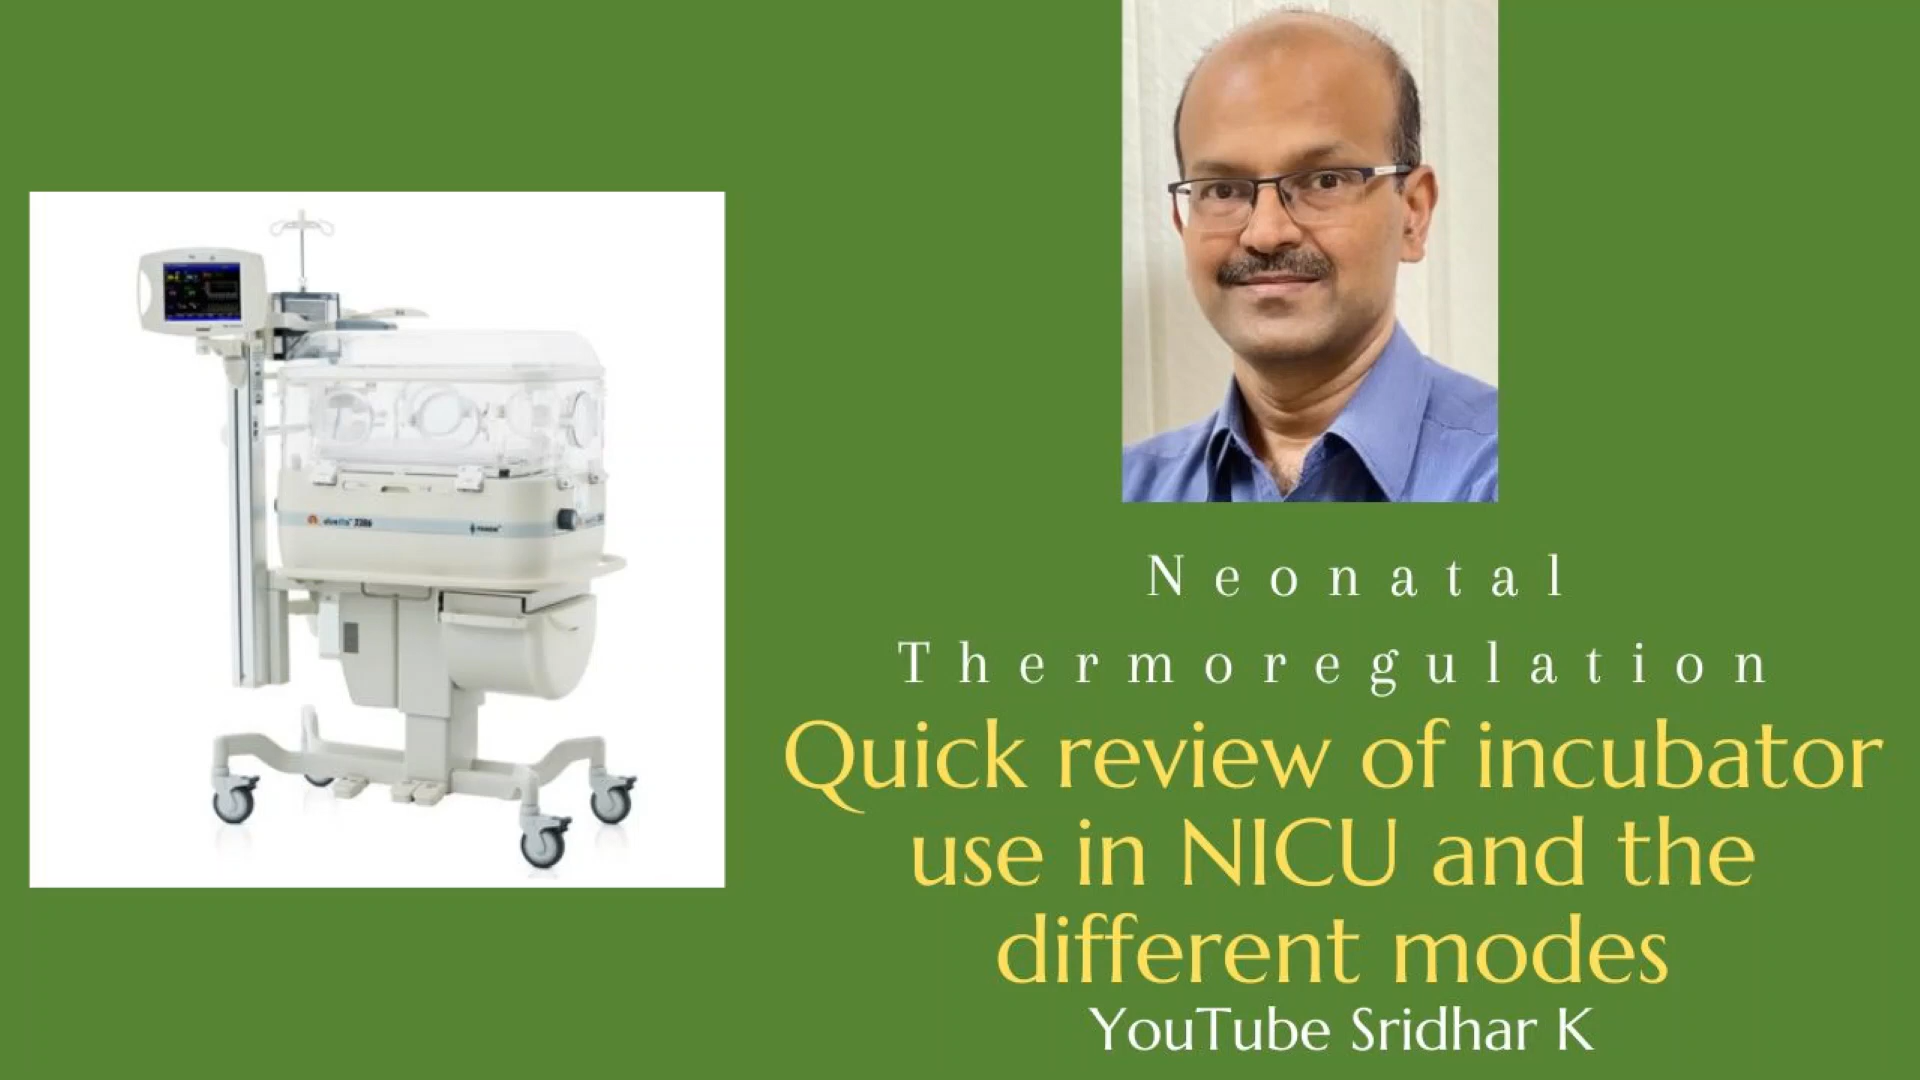 Neonatal
Thermoregulation
Quick review of incubator
use in NICU and the
different modes
YouTube Sridhar K